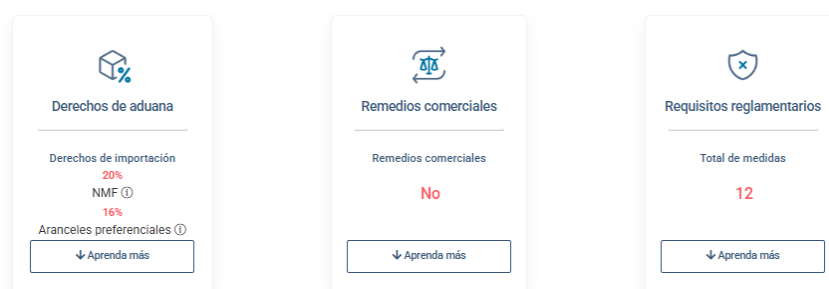 Derechos de aduana
Derechos de importación
20%
NMF ⓘ
16%
Aranceles preferenciales ⓘ
↓ Aprenda más
Remedios comerciales
Remedios comerciales
No
↓ Aprenda más
Requisitos reglamentarios
Total de medidas
12
↓ Aprenda más